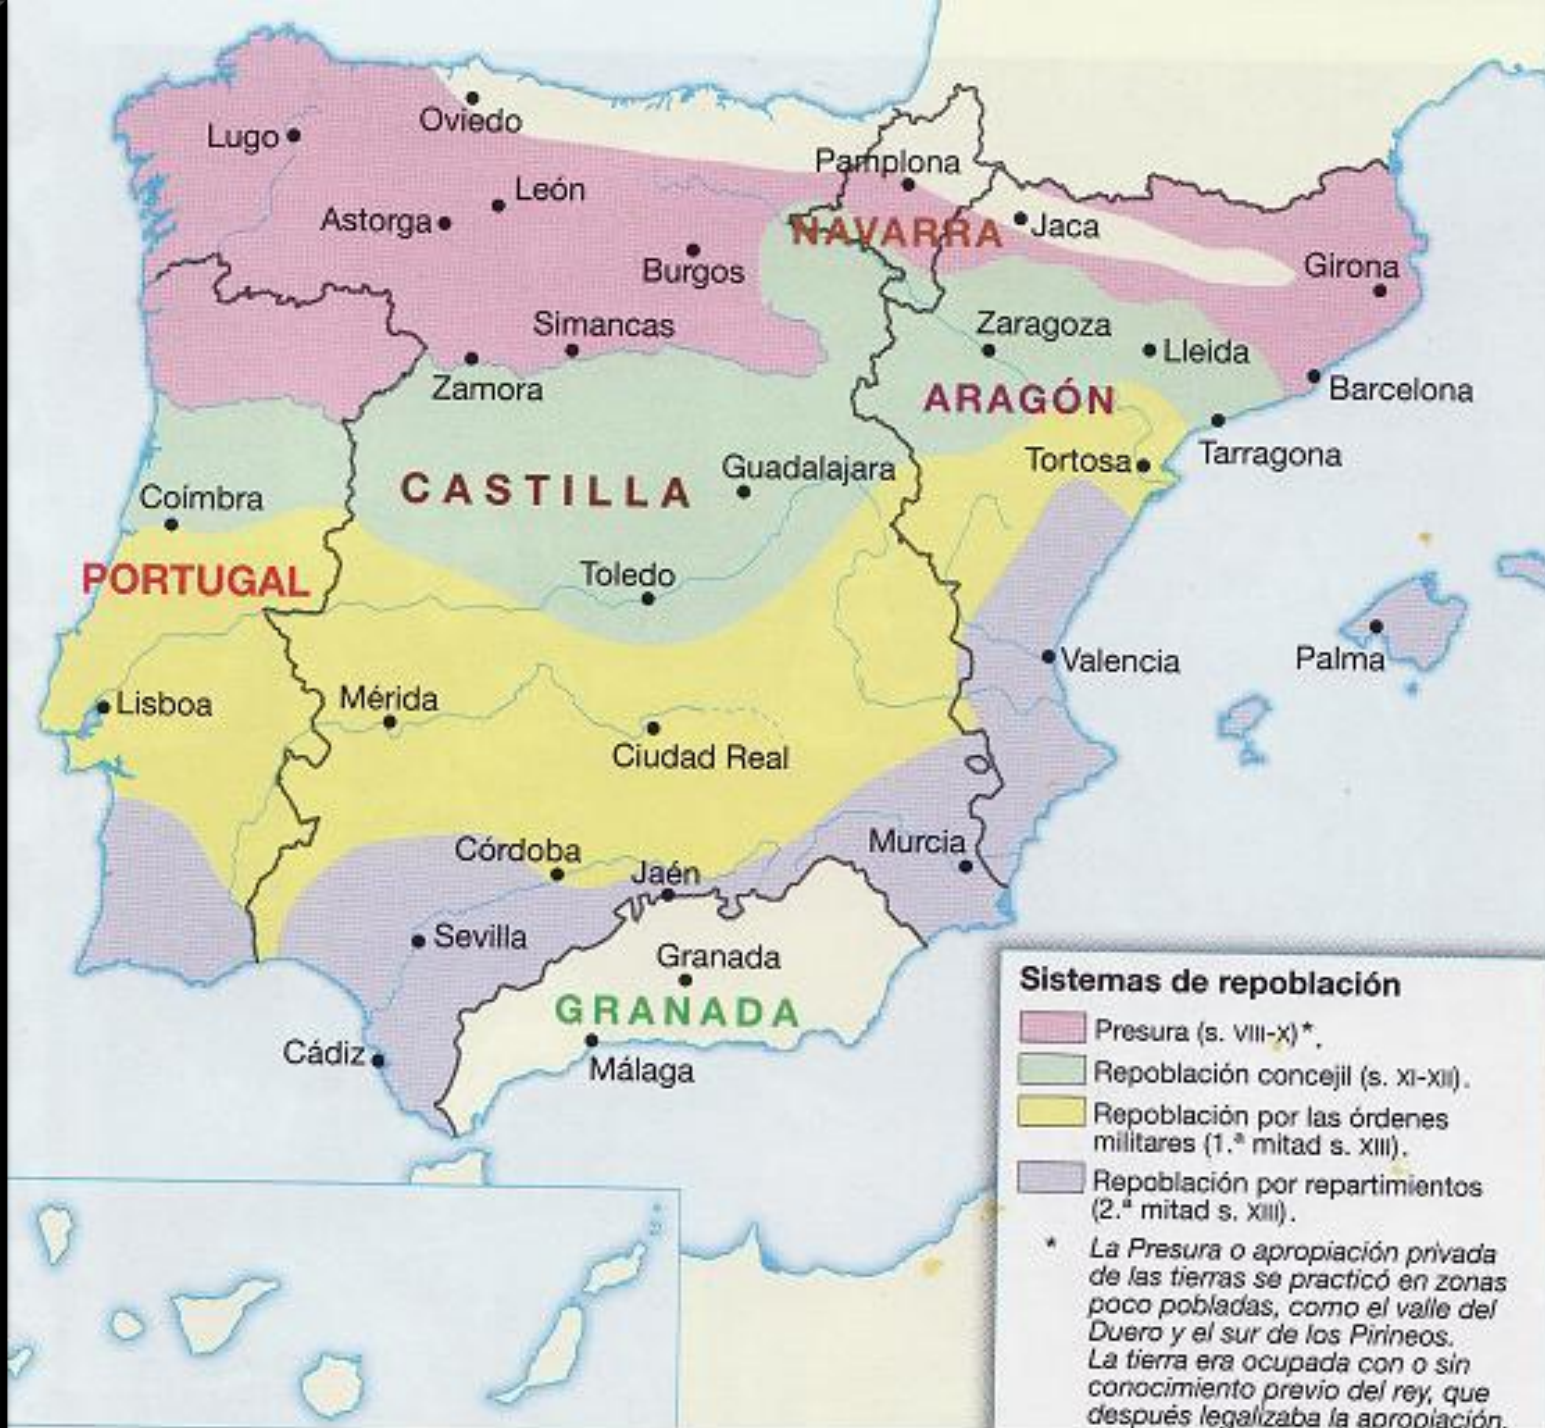 Oviedo
Lugo
Pamplona
León
Astorga
NAVARRA
Jaca
Burgos
Girona
Simancas
Zaragoza
Lleida
Zamora
ARAGÓN
Barcelona
Guadalajara
Tortosa
Tarragona
CASTILLA
Coímbra
PORTUGAL
Toledo
Valencia
Palma
Lisboa
Mérida
Ciudad Real
Córdoba
Murcia
Jaén
Sevilla
Granada
GRANADA
Cádiz
Málaga
Sistemas de repoblación
Presura (s. VIII-X)*.
Repoblación concejil (s. XI-XII).
Repoblación por las órdenes
militares (1.ª mitad s. XIII).
Repoblación por repartimientos
(2.ª mitad s. XIII).
* La Presura o apropiación privada
de las tierras se practicó en zonas
poco pobladas, como el valle del
Duero y el sur de los Pirineos.
La tierra era ocupada con o sin
conocimiento previo del rey, que
después legalizaba la apropiación.